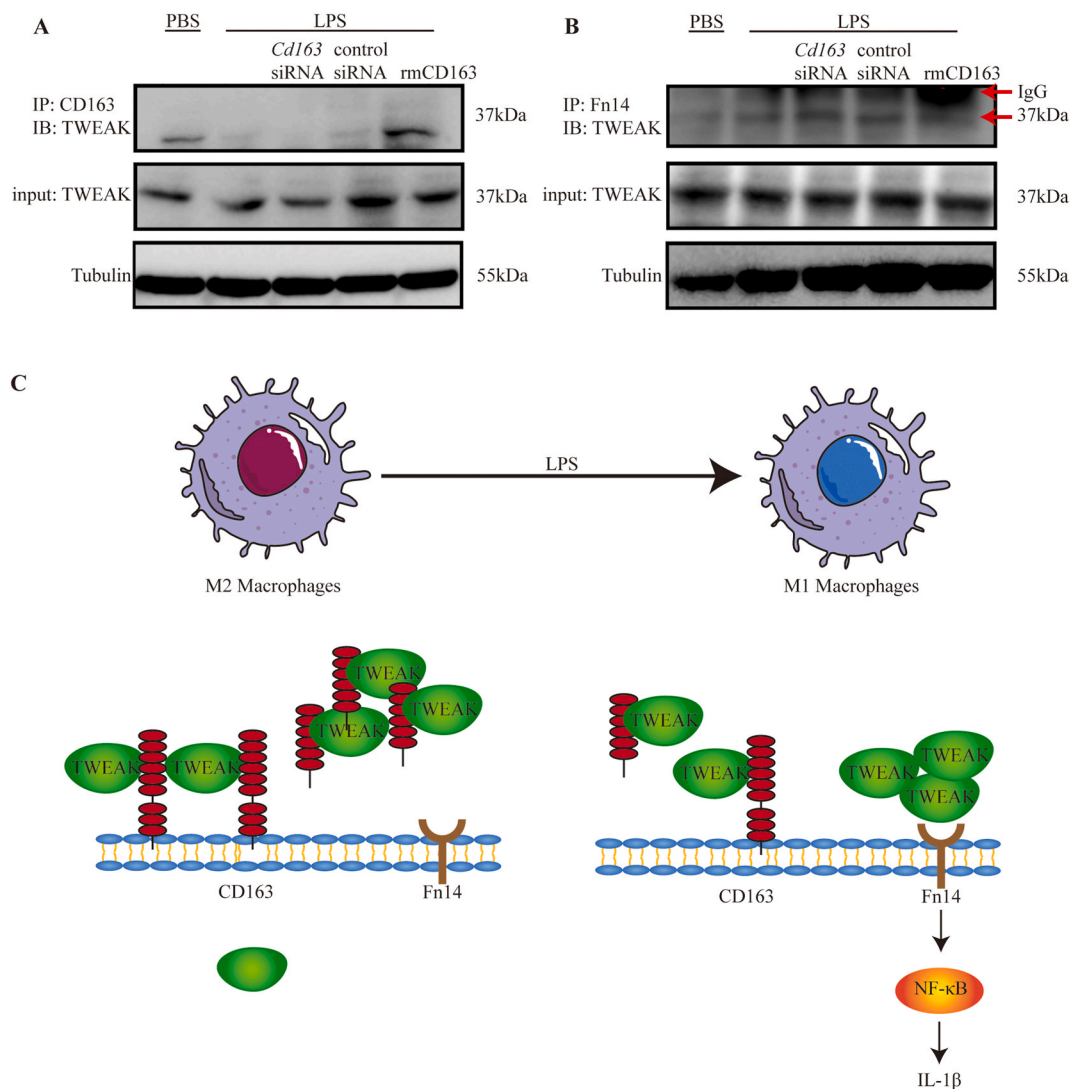 A
PBS
LPS
Cd163
siRNA
control
siRNA
rmCD163
IP: CD163
IB: TWEAK
37kDa
input: TWEAK
37kDa
Tubulin
55kDa
B
PBS
LPS
Cd163
siRNA
control
siRNA
rmCD163
IgG
IP: Fn14
IB: TWEAK
37kDa
input: TWEAK
37kDa
Tubulin
55kDa
C
LPS
M2 Macrophages
M1 Macrophages
TWEAK
TWEAK
TWEAK
TWEAK
TWEAK
CD163
Fn14
TWEAK
TWEAK
TWEAK
TWEAK
TWEAK
CD163
Fn14
NF-κB
IL-1β